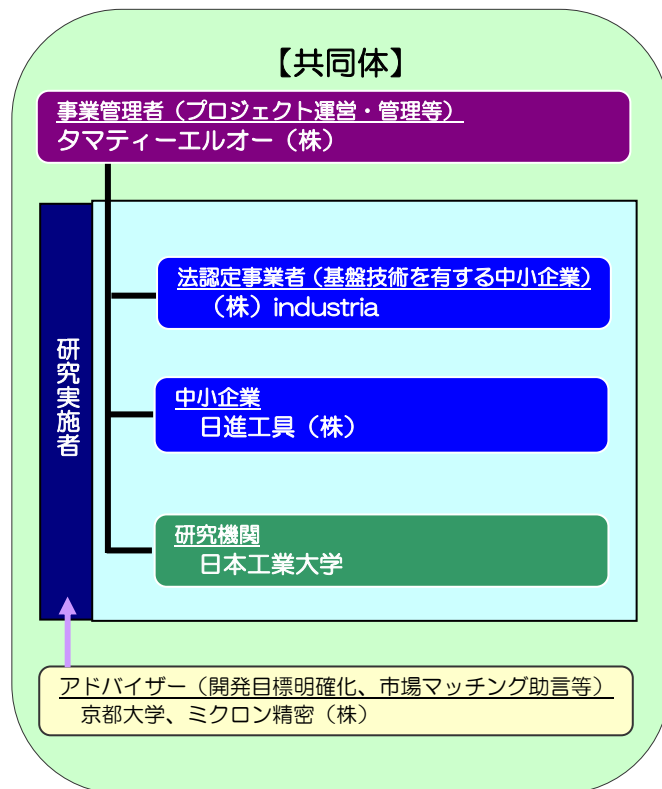 【共同体】
事業管理者（プロジェクト運営・管理等）
タマティーエルオー（株）
研究実施者
法認定事業者（基盤技術を有する中小企業）
（株）industria
中小企業
日進工具（株）
研究機関
日本工業大学
アドバイザー（開発目標明確化、市場マッチング助言等）
京都大学、ミクロン精密（株）